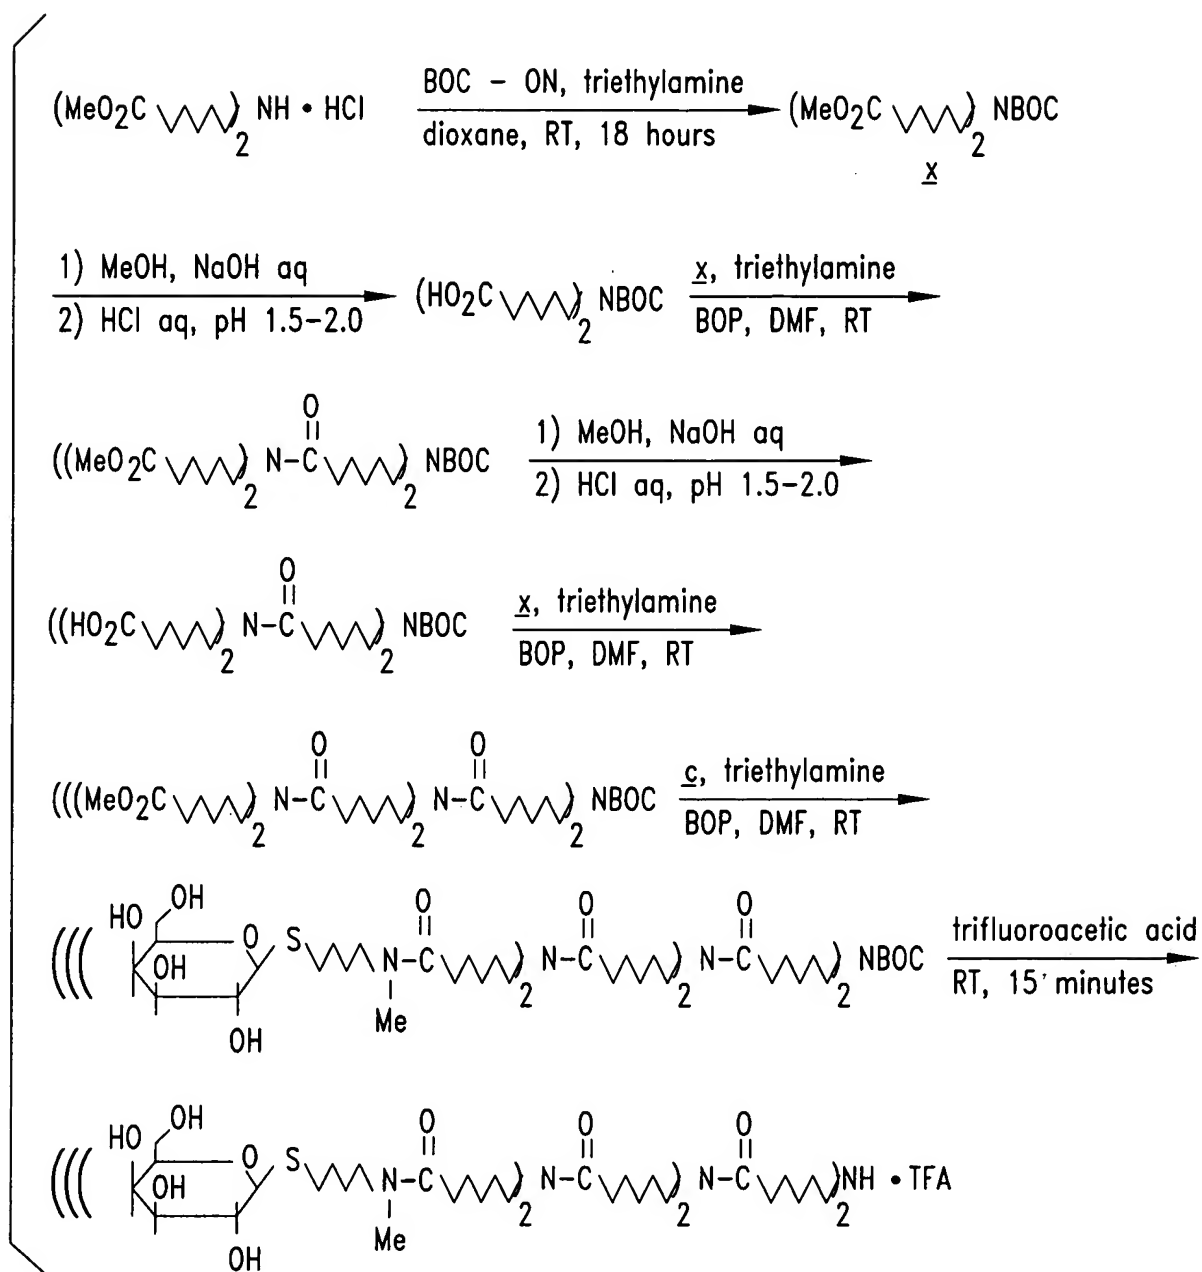 (MeO2C )2 NH • HCl BOC - ON, triethylamine dioxane, RT, 18 hours (MeO2C )2 NBOC
x
1) MeOH, NaOH aq 2) HCl aq, pH 1.5-2.0 (HO2C )2 NBOC x, triethylamine BOP, DMF, RT
O
((MeO2C )2 N-C )2 NBOC 1) MeOH, NaOH aq 2) HCl aq, pH 1.5-2.0
O
((HO2C )2 N-C )2 NBOC x, triethylamine BOP, DMF, RT
O O
(((MeO2C )2 N-C )2 N-C )2 NBOC c, triethylamine BOP, DMF, RT
OH O O O
HO
((( O S N-C )2 N-C )2 N-C )2 NBOC trifluoroacetic acid RT, 15 minutes
OH
Me
OH
OH O O O
HO
((( O S N-C )2 N-C )2 N-C )2 NH • TFA
OH
Me
OH